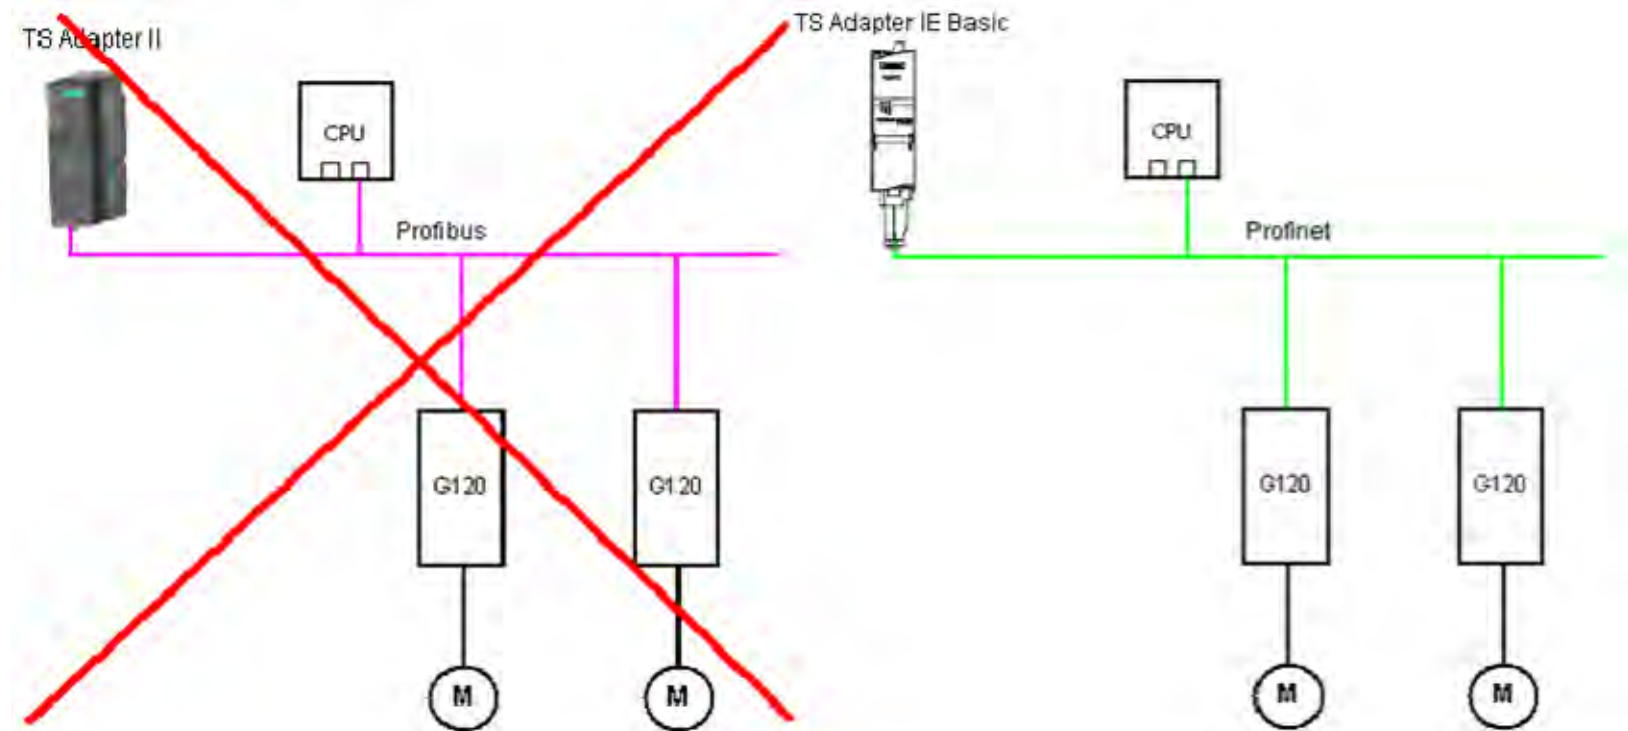 TS Adapter II
CPU
Profibus
G120
G120
M
M
TS Adapter IE Basic
CPU
Profinet
G120
G120
M
M